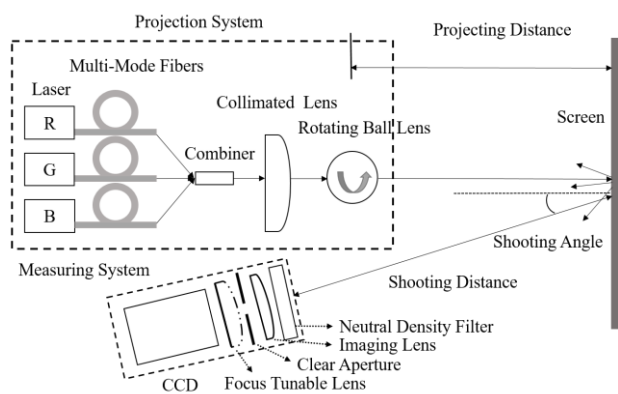 Projection System
Projecting Distance
Multi-Mode Fibers
Laser
Collimated Lens
R
Rotating Ball Lens
Screen
Combiner
G
B
Shooting Angle
Measuring System
Shooting Distance
Neutral Density Filter
Imaging Lens
Clear Aperture
CCD
Focus Tunable Lens